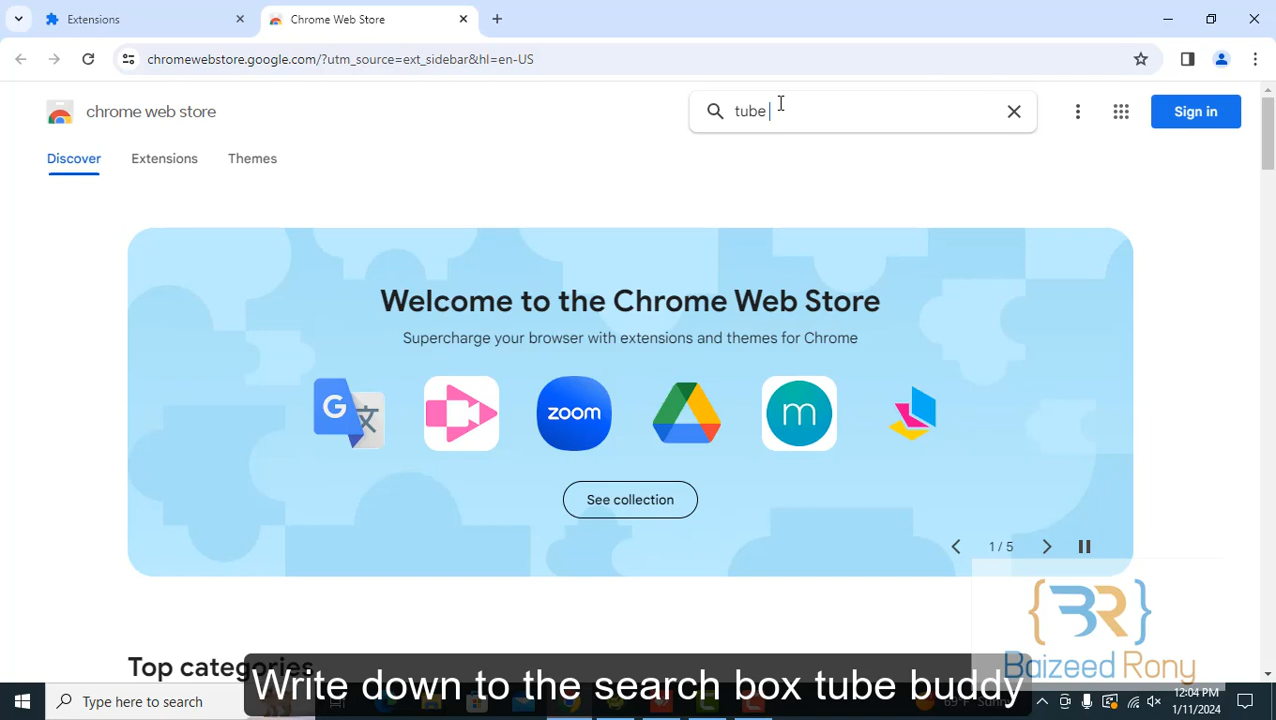 Extensions
Chrome Web Store
chromewebstore.google.com/?utm_source=ext_sidebar&hl=en-US
chrome web store
tube
Sign in
Discover
Extensions
Themes
Welcome to the Chrome Web Store
Supercharge your browser with extensions and themes for Chrome
G
zoom
m
See collection
1 / 5
BR
Baizeed Rony
Top categories
Write down to the search box tube buddy
Type here to search
12:04 PM
1/11/2024